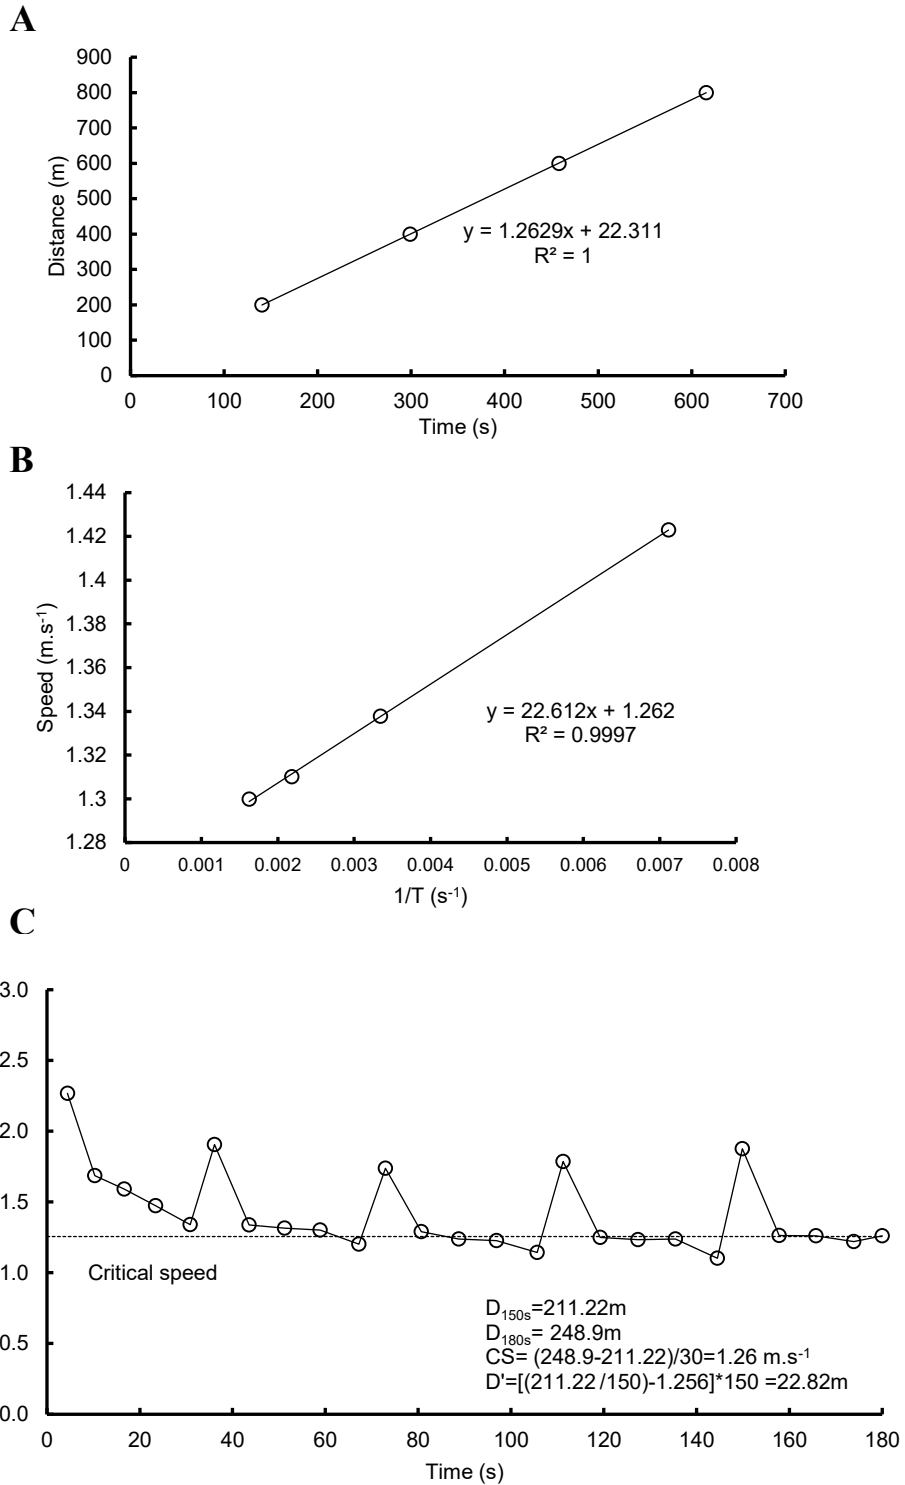 A
900
800
700
600
500
400
300
200
100
0
Distance (m)
y = 1.2629x + 22.311
R² = 1
0 100 200 300 400 500 600 700
Time (s)
B
1.44
1.42
1.4
1.38
1.36
1.34
1.32
1.3
1.28
Speed (m.s⁻¹)
y = 22.612x + 1.262
R² = 0.9997
0 0.001 0.002 0.003 0.004 0.005 0.006 0.007 0.008
1/T (s⁻¹)
C
3.0
2.5
2.0
1.5
1.0
0.5
0.0
Critical speed
D₁₅₀ₛ=211.22m
D₁₈₀ₛ= 248.9m
CS= (248.9-211.22)/30=1.26 m.s⁻¹
D'=[(211.22/150)-1.256]*150 =22.82m
0 20 40 60 80 100 120 140 160 180
Time (s)